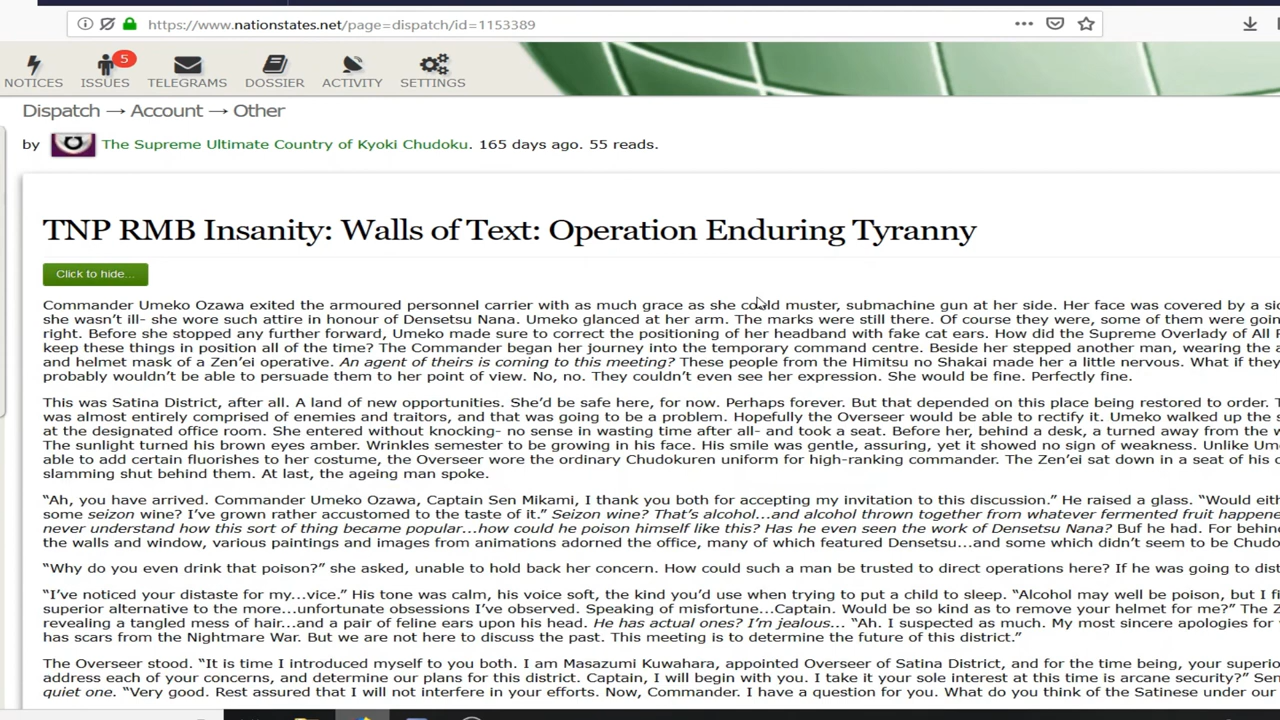 https://www.nationstates.net/page=dispatch/id=1153389
5
NOTICES ISSUES TELEGRAMS DOSSIER ACTIVITY SETTINGS
Dispatch → Account → Other
by The Supreme Ultimate Country of Kyoki Chudoku. 165 days ago. 55 reads.
TNP RMB Insanity: Walls of Text: Operation Enduring Tyranny
Click to hide...
Commander Umeko Ozawa exited the armoured personnel carrier with as much grace as she could muster, submachine gun at her side. Her face was covered by a
she wasn't ill- she wore such attire in honour of Densetsu Nana. Umeko glanced at her arm. The marks were still there. Of course they were, some of them were
right. Before she stopped any further forward, Umeko made sure to correct the positioning of her headband with fake cat ears. How did the Supreme Overlady of All
keep these things in position all of the time? The Commander began her journey into the temporary command centre. Beside her stepped another man, wearing the
and helmet mask of a Zen'ei operative. An agent of theirs is coming to this meeting? These people from the Himitsu no Shakai made her a little nervous. What if they
probably wouldn't be able to persuade them to her point of view. No, no. They couldn't even see her expression. She would be fine. Perfectly fine.
This was Satina District, after all. A land of new opportunities. She'd be safe here, for now. Perhaps forever. But that depended on this place being restored to order.
was almost entirely comprised of enemies and traitors, and that was going to be a problem. Hopefully the Overseer would be able to rectify it. Umeko walked up the
at the designated office room. She entered without knocking- no sense in wasting time after all- and took a seat. Before her, behind a desk, a turned away from the
The sunlight turned his brown eyes amber. Wrinkles semester to be growing in his face. His smile was gentle, assuring, yet it showed no sign of weakness. Unlike
able to add certain fluorishes to her costume, the Overseer wore the ordinary Chudokuren uniform for high-ranking commander. The Zen'ei sat down in a seat of his
slamming shut behind them. At last, the ageing man spoke.
“Ah, you have arrived. Commander Umeko Ozawa, Captain Sen Mikami, I thank you both for accepting my invitation to this discussion.” He raised a glass. “Would
some seizon wine? I've grown rather accustomed to the taste of it.” Seizon wine? That's alcohol...and alcohol thrown together from whatever fermented fruit
never understand how this sort of thing became popular...how could he poison himself like this? Has he even seen the work of Densetsu Nana? Buf he had. For
the walls and window, various paintings and images from animations adorned the office, many of which featured Densetsu...and some which didn't seem to be
“Why do you even drink that poison?” she asked, unable to hold back her concern. How could such a man be trusted to direct operations here? If he was going to
“I've noticed your distaste for my...vice.” His tone was calm, his voice soft, the kind you'd use when trying to put a child to sleep. “Alcohol may well be poison, but I
superior alternative to the more...unfortunate obsessions I've observed. Speaking of misfortune...Captain. Would be so kind as to remove your helmet for me?” The
revealing a tangled mess of hair...and a pair of feline ears upon his head. He has actual ones? I'm jealous... “Ah. I suspected as much. My most sincere apologies for
has scars from the Nightmare War. But we are not here to discuss the past. This meeting is to determine the future of this district.”
The Overseer stood. “It is time I introduced myself to you both. I am Masazumi Kuwahara, appointed Overseer of Satina District, and for the time being, your
address each of your concerns, and determine our plans for this district. Captain, I will begin with you. I take it your sole interest at this time is arcane security?”
quiet one. “Very good. Rest assured that I will not interfere in your efforts. Now, Commander. I have a question for you. What do you think of the Satinese under our